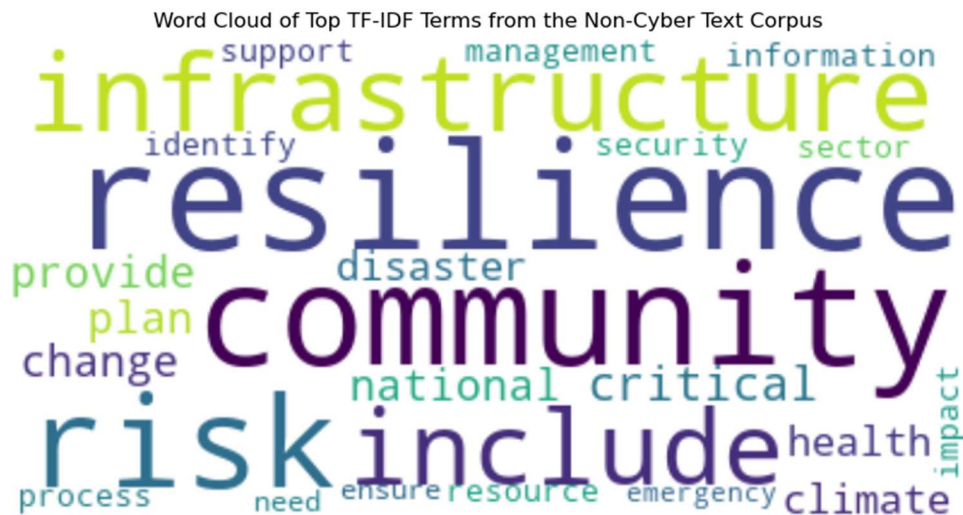 Word Cloud of Top TF-IDF Terms from the Non-Cyber Text Corpus
support management information
infrastructure
identify security sector
resilience
provide disaster
plan community
change
national critical impact
risk include health
process need ensure resource emergency climate